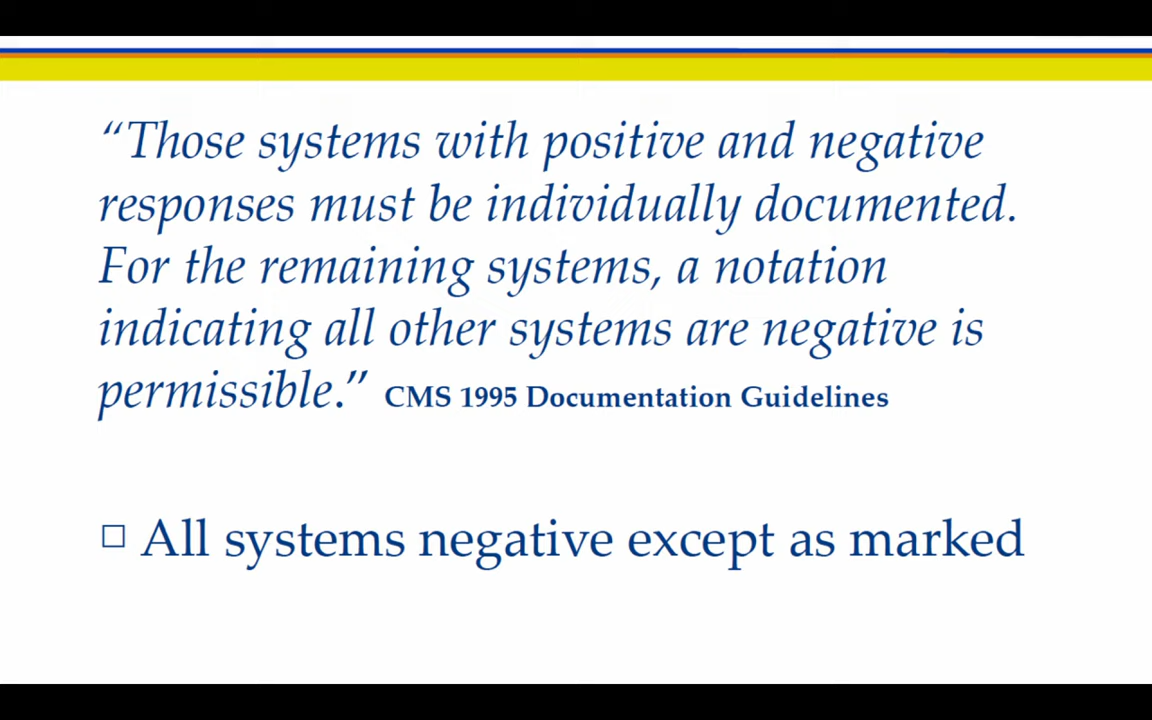 “Those systems with positive and negative
responses must be individually documented.
For the remaining systems, a notation
indicating all other systems are negative is
permissible.” CMS 1995 Documentation Guidelines
□ All systems negative except as marked